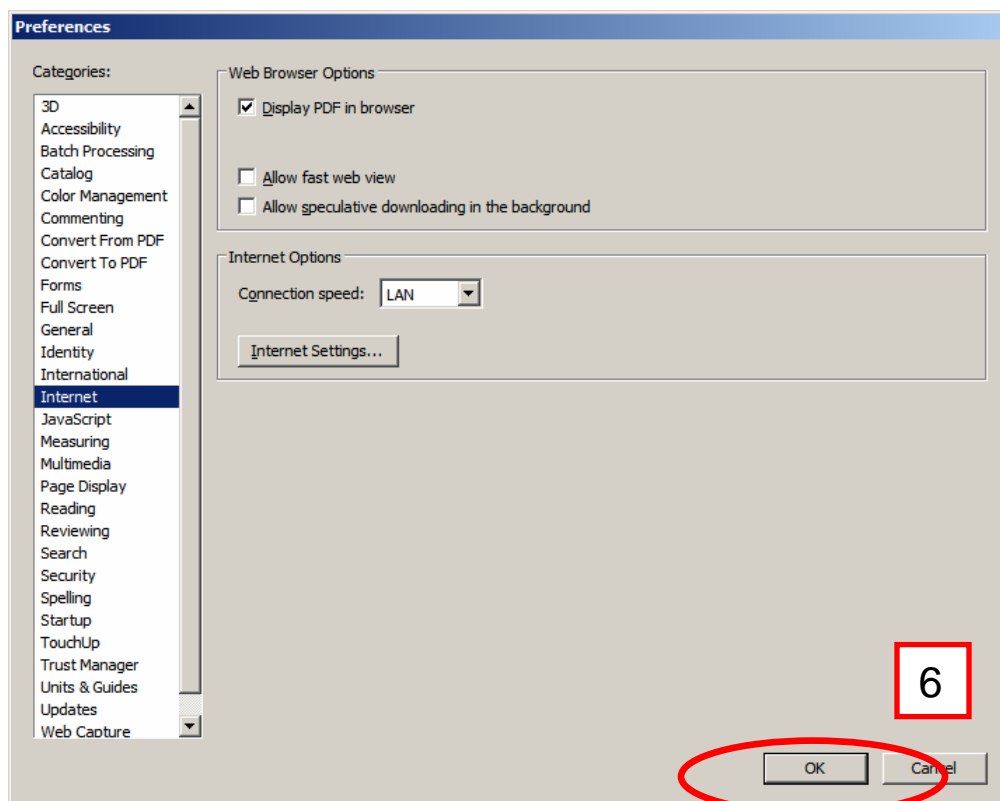 Preferences
Categories:
3D
Accessibility
Batch Processing
Catalog
Color Management
Commenting
Convert From PDF
Convert To PDF
Forms
Full Screen
General
Identity
International
Internet
JavaScript
Measuring
Multimedia
Page Display
Reading
Reviewing
Search
Security
Spelling
Startup
TouchUp
Trust Manager
Units & Guides
Updates
Web Capture
Web Browser Options
Display PDF in browser
Allow fast web view
Allow speculative downloading in the background
Internet Options
Connection speed: LAN
Internet Settings...
6
OK Cancel